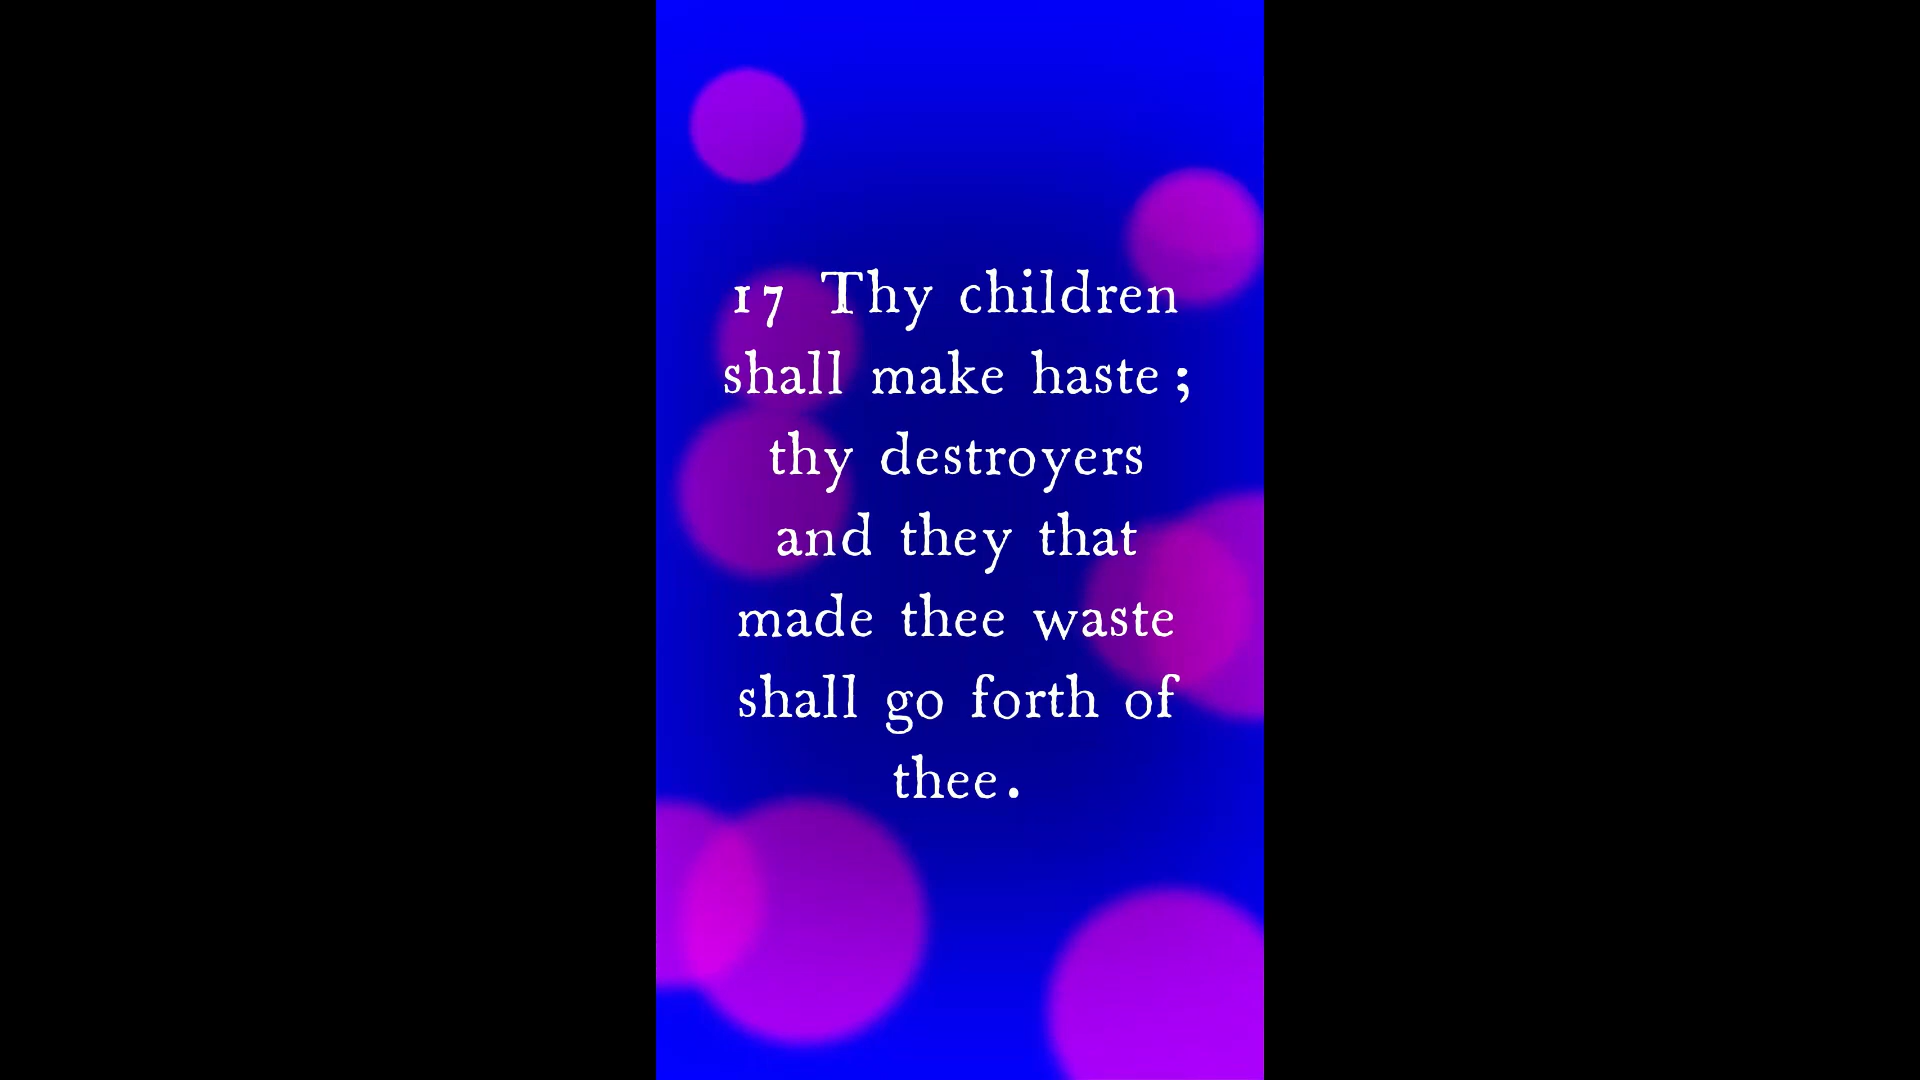 17 Thy children
shall make haste;
thy destroyers
and they that
made thee waste
shall go forth of
thee.